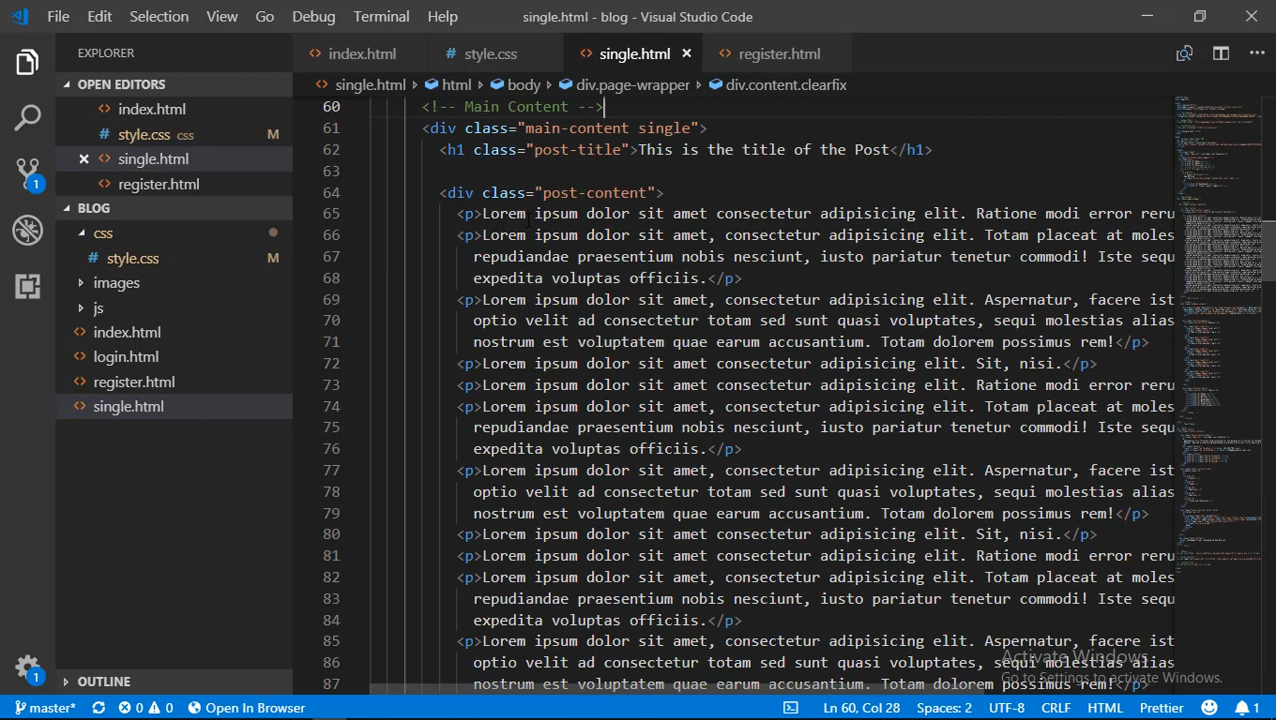 File Edit Selection View Go Debug Terminal Help single.html - blog - Visual Studio Code
EXPLORER
index.html style.css single.html register.html
OPEN EDITORS
single.html html body div.page-wrapper div.content.clearfix
index.html
style.css css M
single.html
register.html
BLOG
css
style.css M
images
js
index.html
login.html
register.html
single.html
OUTLINE
60 <!-- Main Content -->
61 <div class="main-content single">
62 <h1 class="post-title">This is the title of the Post</h1>
63
64 <div class="post-content">
65 <p>Lorem ipsum dolor sit amet consectetur adipisicing elit. Ratione modi error reru
66 <p>Lorem ipsum dolor sit amet, consectetur adipisicing elit. Totam placeat at moles
67 repudiandae praesentium nobis nesciunt, iusto pariatur tenetur commodi! Iste sequ
68 expedita voluptas officiis.</p>
69 <p>Lorem ipsum dolor sit amet, consectetur adipisicing elit. Aspernatur, facere ist
70 optio velit ad consectetur totam sed sunt quasi voluptates, sequi molestias alias
71 nostrum est voluptatem quae earum accusantium. Totam dolorem possimus rem!</p>
72 <p>Lorem ipsum dolor sit amet consectetur adipisicing elit. Sit, nisi.</p>
73 <p>Lorem ipsum dolor sit amet consectetur adipisicing elit. Ratione modi error reru
74 <p>Lorem ipsum dolor sit amet, consectetur adipisicing elit. Totam placeat at moles
75 repudiandae praesentium nobis nesciunt, iusto pariatur tenetur commodi! Iste sequ
76 expedita voluptas officiis.</p>
77 <p>Lorem ipsum dolor sit amet, consectetur adipisicing elit. Aspernatur, facere ist
78 optio velit ad consectetur totam sed sunt quasi voluptates, sequi molestias alias
79 nostrum est voluptatem quae earum accusantium. Totam dolorem possimus rem!</p>
80 <p>Lorem ipsum dolor sit amet consectetur adipisicing elit. Sit, nisi.</p>
81 <p>Lorem ipsum dolor sit amet consectetur adipisicing elit. Ratione modi error reru
82 <p>Lorem ipsum dolor sit amet, consectetur adipisicing elit. Totam placeat at moles
83 repudiandae praesentium nobis nesciunt, iusto pariatur tenetur commodi! Iste sequ
84 expedita voluptas officiis.</p>
85 <p>Lorem ipsum dolor sit amet, consectetur adipisicing elit. Aspernatur, facere ist
86 optio velit ad consectetur totam sed sunt quasi voluptates, sequi molestias alias
87 nostrum est voluptatem quae earum accusantium. Totam dolorem possimus rem!</p>
Activate Windows
Go to Settings to activate Windows.
1
1
master* 0 0 Open In Browser Ln 60, Col 28 Spaces: 2 UTF-8 CRLF HTML Prettier 1